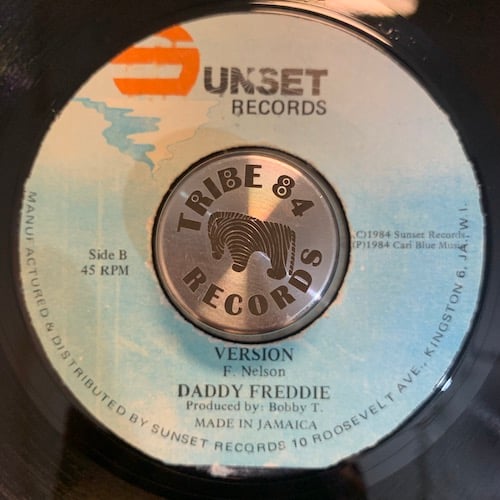 SUNSET
RECORDS
TRIBE 84
RECORDS
Side B
45 RPM
C)1984 Sunset Records
(P)1984 Cari Blue Music
VERSION
F. Nelson
DADDY FREDDIE
Produced by: Bobby T.
MADE IN JAMAICA
MANUFACTURED & DISTRIBUTED BY SUNSET RECORDS 10 ROOSEVELT AVE., KINGSTON 6, JA., W.I.